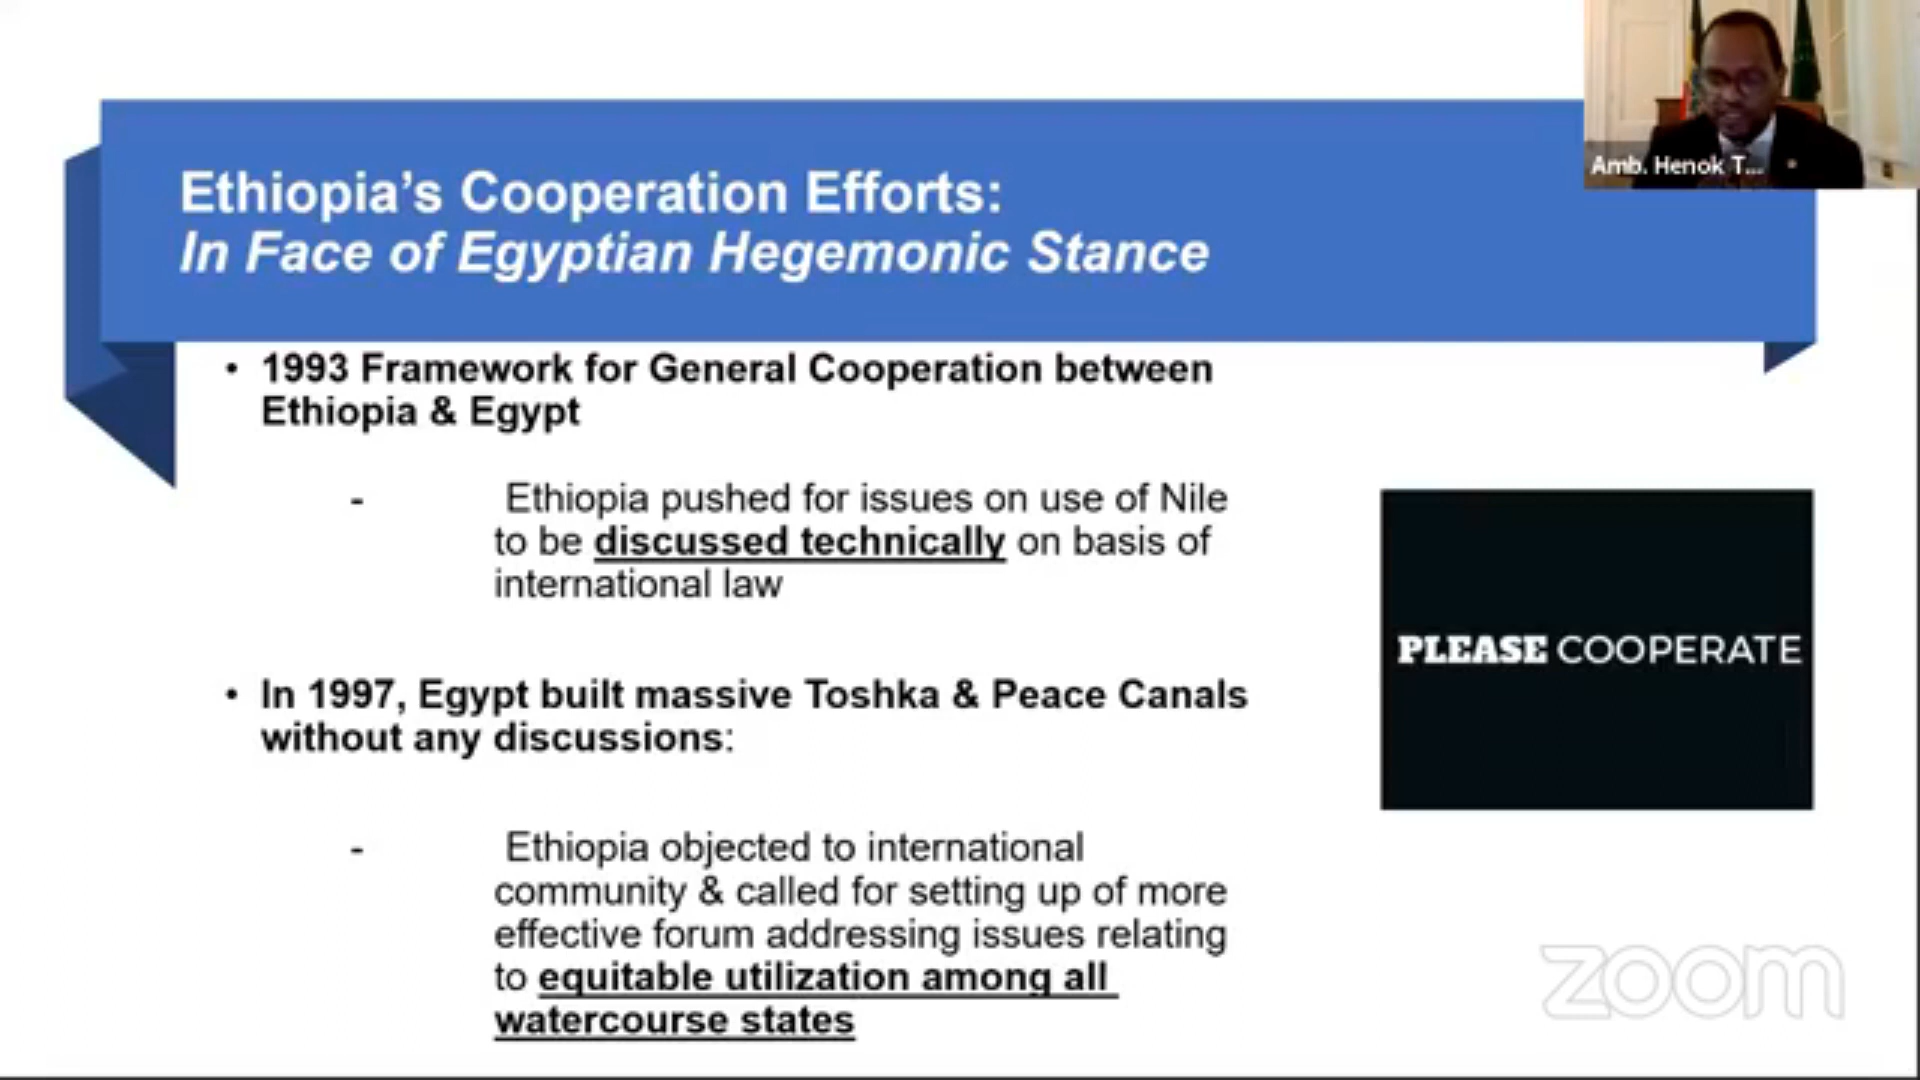 Amb. Henok T...
Ethiopia’s Cooperation Efforts:
In Face of Egyptian Hegemonic Stance
• 1993 Framework for General Cooperation between
Ethiopia & Egypt
- Ethiopia pushed for issues on use of Nile
to be discussed technically on basis of
international law
• In 1997, Egypt built massive Toshka & Peace Canals
without any discussions:
- Ethiopia objected to international
community & called for setting up of more
effective forum addressing issues relating
to equitable utilization among all
watercourse states
PLEASE COOPERATE
zoom